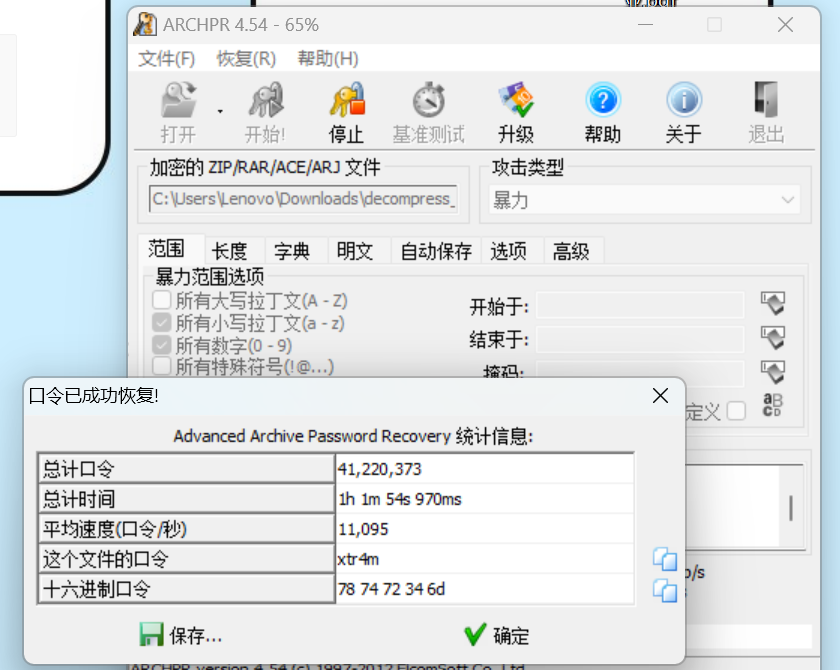 ARCHPR 4.54 - 65%
文件(F) 恢复(R) 帮助(H)
打开 开始! 停止 基准测试 升级 帮助 关于 退出
加密的 ZIP/RAR/ACE/ARJ 文件 攻击类型
C:\Users\Lenovo\Downloads\decompress_ 暴力
范围 长度 字典 明文 自动保存 选项 高级
暴力范围选项
所有大写拉丁文(A - Z)
所有小写拉丁文(a - z)
所有数字(0 - 9)
所有特殊符号(!@...)
开始于:
结束于:
掩码:
定义
口令已成功恢复!
Advanced Archive Password Recovery 统计信息:
总计口令 41,220,373
总计时间 1h 1m 54s 970ms
平均速度(口令/秒) 11,095
这个文件的口令 xtr4m
十六进制口令 78 74 72 34 6d
保存... 确定
p/s
ARCHPR version 4.54 (c) 1997-2012 ElcomSoft Co. Ltd.